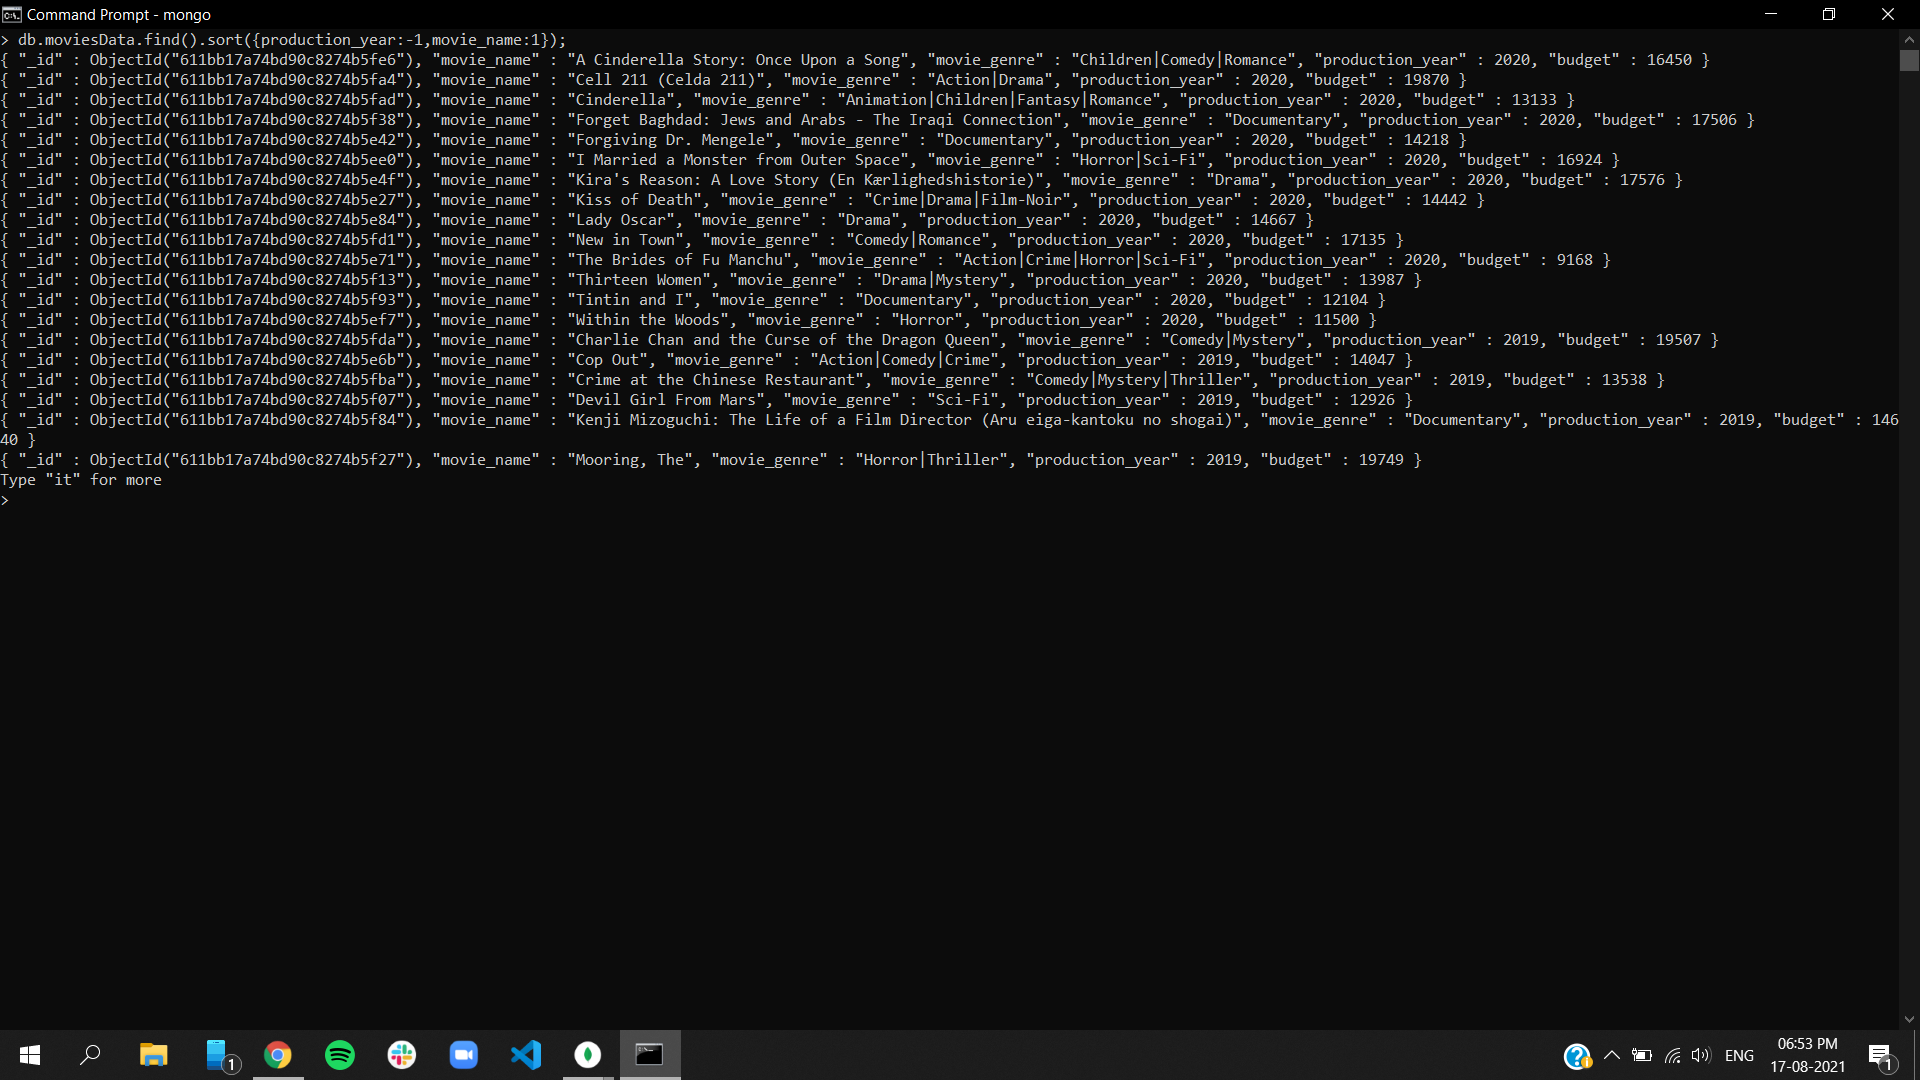 Command Prompt - mongo
> db.moviesData.find().sort({production_year:-1,movie_name:1});
{ "_id" : ObjectId("611bb17a74bd90c8274b5fe6"), "movie_name" : "A Cinderella Story: Once Upon a Song", "movie_genre" : "Children|Comedy|Romance", "production_year" : 2020, "budget" : 16450 }
{ "_id" : ObjectId("611bb17a74bd90c8274b5fa4"), "movie_name" : "Cell 211 (Celda 211)", "movie_genre" : "Action|Drama", "production_year" : 2020, "budget" : 19870 }
{ "_id" : ObjectId("611bb17a74bd90c8274b5fad"), "movie_name" : "Cinderella", "movie_genre" : "Animation|Children|Fantasy|Romance", "production_year" : 2020, "budget" : 13133 }
{ "_id" : ObjectId("611bb17a74bd90c8274b5f38"), "movie_name" : "Forget Baghdad: Jews and Arabs - The Iraqi Connection", "movie_genre" : "Documentary", "production_year" : 2020, "budget" : 17506 }
{ "_id" : ObjectId("611bb17a74bd90c8274b5e42"), "movie_name" : "Forgiving Dr. Mengele", "movie_genre" : "Documentary", "production_year" : 2020, "budget" : 14218 }
{ "_id" : ObjectId("611bb17a74bd90c8274b5ee0"), "movie_name" : "I Married a Monster from Outer Space", "movie_genre" : "Horror|Sci-Fi", "production_year" : 2020, "budget" : 16924 }
{ "_id" : ObjectId("611bb17a74bd90c8274b5e4f"), "movie_name" : "Kira's Reason: A Love Story (En Kærlighedshistorie)", "movie_genre" : "Drama", "production_year" : 2020, "budget" : 17576 }
{ "_id" : ObjectId("611bb17a74bd90c8274b5e27"), "movie_name" : "Kiss of Death", "movie_genre" : "Crime|Drama|Film-Noir", "production_year" : 2020, "budget" : 14442 }
{ "_id" : ObjectId("611bb17a74bd90c8274b5e84"), "movie_name" : "Lady Oscar", "movie_genre" : "Drama", "production_year" : 2020, "budget" : 14667 }
{ "_id" : ObjectId("611bb17a74bd90c8274b5fd1"), "movie_name" : "New in Town", "movie_genre" : "Comedy|Romance", "production_year" : 2020, "budget" : 17135 }
{ "_id" : ObjectId("611bb17a74bd90c8274b5e71"), "movie_name" : "The Brides of Fu Manchu", "movie_genre" : "Action|Crime|Horror|Sci-Fi", "production_year" : 2020, "budget" : 9168 }
{ "_id" : ObjectId("611bb17a74bd90c8274b5f13"), "movie_name" : "Thirteen Women", "movie_genre" : "Drama|Mystery", "production_year" : 2020, "budget" : 13987 }
{ "_id" : ObjectId("611bb17a74bd90c8274b5f93"), "movie_name" : "Tintin and I", "movie_genre" : "Documentary", "production_year" : 2020, "budget" : 12104 }
{ "_id" : ObjectId("611bb17a74bd90c8274b5ef7"), "movie_name" : "Within the Woods", "movie_genre" : "Horror", "production_year" : 2020, "budget" : 11500 }
{ "_id" : ObjectId("611bb17a74bd90c8274b5fda"), "movie_name" : "Charlie Chan and the Curse of the Dragon Queen", "movie_genre" : "Comedy|Mystery", "production_year" : 2019, "budget" : 19507 }
{ "_id" : ObjectId("611bb17a74bd90c8274b5e6b"), "movie_name" : "Cop Out", "movie_genre" : "Action|Comedy|Crime", "production_year" : 2019, "budget" : 14047 }
{ "_id" : ObjectId("611bb17a74bd90c8274b5fba"), "movie_name" : "Crime at the Chinese Restaurant", "movie_genre" : "Comedy|Mystery|Thriller", "production_year" : 2019, "budget" : 13538 }
{ "_id" : ObjectId("611bb17a74bd90c8274b5f07"), "movie_name" : "Devil Girl From Mars", "movie_genre" : "Sci-Fi", "production_year" : 2019, "budget" : 12926 }
{ "_id" : ObjectId("611bb17a74bd90c8274b5f84"), "movie_name" : "Kenji Mizoguchi: The Life of a Film Director (Aru eiga-kantoku no shogai)", "movie_genre" : "Documentary", "production_year" : 2019, "budget" : 146
40 }
{ "_id" : ObjectId("611bb17a74bd90c8274b5f27"), "movie_name" : "Mooring, The", "movie_genre" : "Horror|Thriller", "production_year" : 2019, "budget" : 19749 }
Type "it" for more
>
1
ENG
06:53 PM
17-08-2021
1